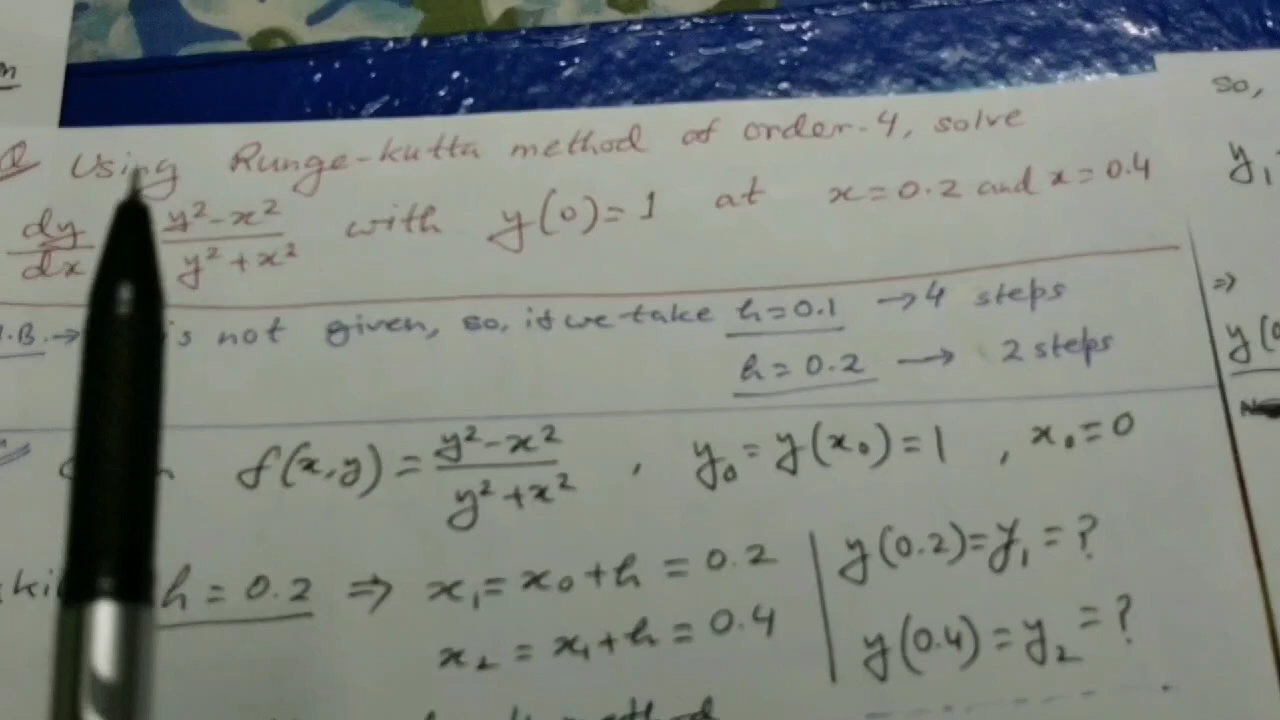 Using Runge-kutta method of order-4, solve
dy/dx y²-x²/y²+x² with y(0)=1 at x=0.2 and x=0.4
.B.→ is not given, so, if we take h=0.1 →4 steps
h=0.2 → 2 steps
f(x,y) = y²-x²/y²+x² , y₀ = y(x₀)=1 , x₀=0
h=0.2 ⇒ x₁=x₀+h=0.2 | y(0.2)=y₁=?
x₂=x₁+h=0.4 | y(0.4)=y₂=?
so,
y₁
⇒